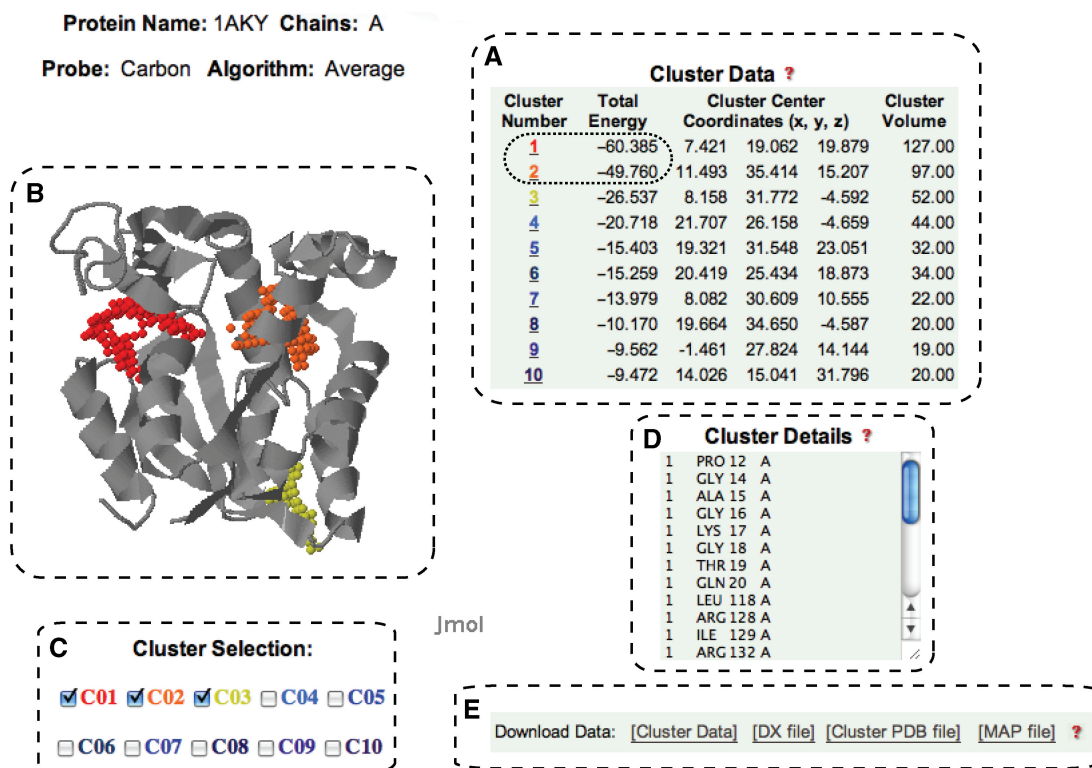 Protein Name: 1AKY Chains: A
Probe: Carbon Algorithm: Average
A
Cluster Data ?
Cluster Number Total Energy Cluster Center Coordinates (x, y, z) Cluster Volume
1 −60.385 7.421 19.062 19.879 127.00
2 −49.760 11.493 35.414 15.207 97.00
3 −26.537 8.158 31.772 -4.592 52.00
4 −20.718 21.707 26.158 -4.659 44.00
5 −15.403 19.321 31.548 23.051 32.00
6 −15.259 20.419 25.434 18.873 34.00
7 −13.979 8.082 30.609 10.555 22.00
8 −10.170 19.664 34.650 -4.587 20.00
9 −9.562 -1.461 27.824 14.144 19.00
10 −9.472 14.026 15.041 31.796 20.00
B
Jmol
C
Cluster Selection:
C01 C02 C03 C04 C05
C06 C07 C08 C09 C10
D
Cluster Details ?
1 PRO 12 A
1 GLY 14 A
1 ALA 15 A
1 GLY 16 A
1 LYS 17 A
1 GLY 18 A
1 THR 19 A
1 GLN 20 A
1 LEU 118 A
1 ARG 128 A
1 ILE 129 A
1 ARG 132 A
E
Download Data: [Cluster Data] [DX file] [Cluster PDB file] [MAP file] ?